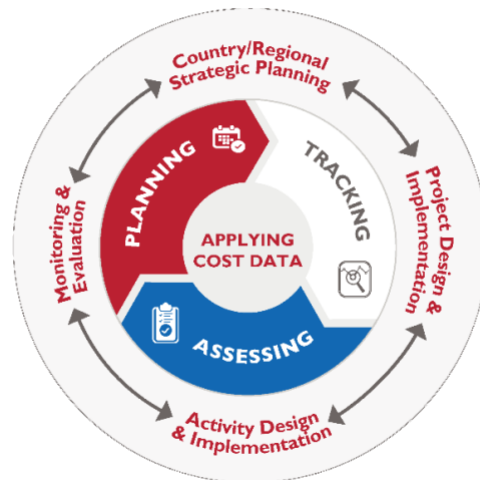 Country/Regional
Strategic Planning
PLANNING
TRACKING
Project Design &
Implementation
Monitoring &
Evaluation
APPLYING
COST DATA
ASSESSING
Activity Design
& Implementation